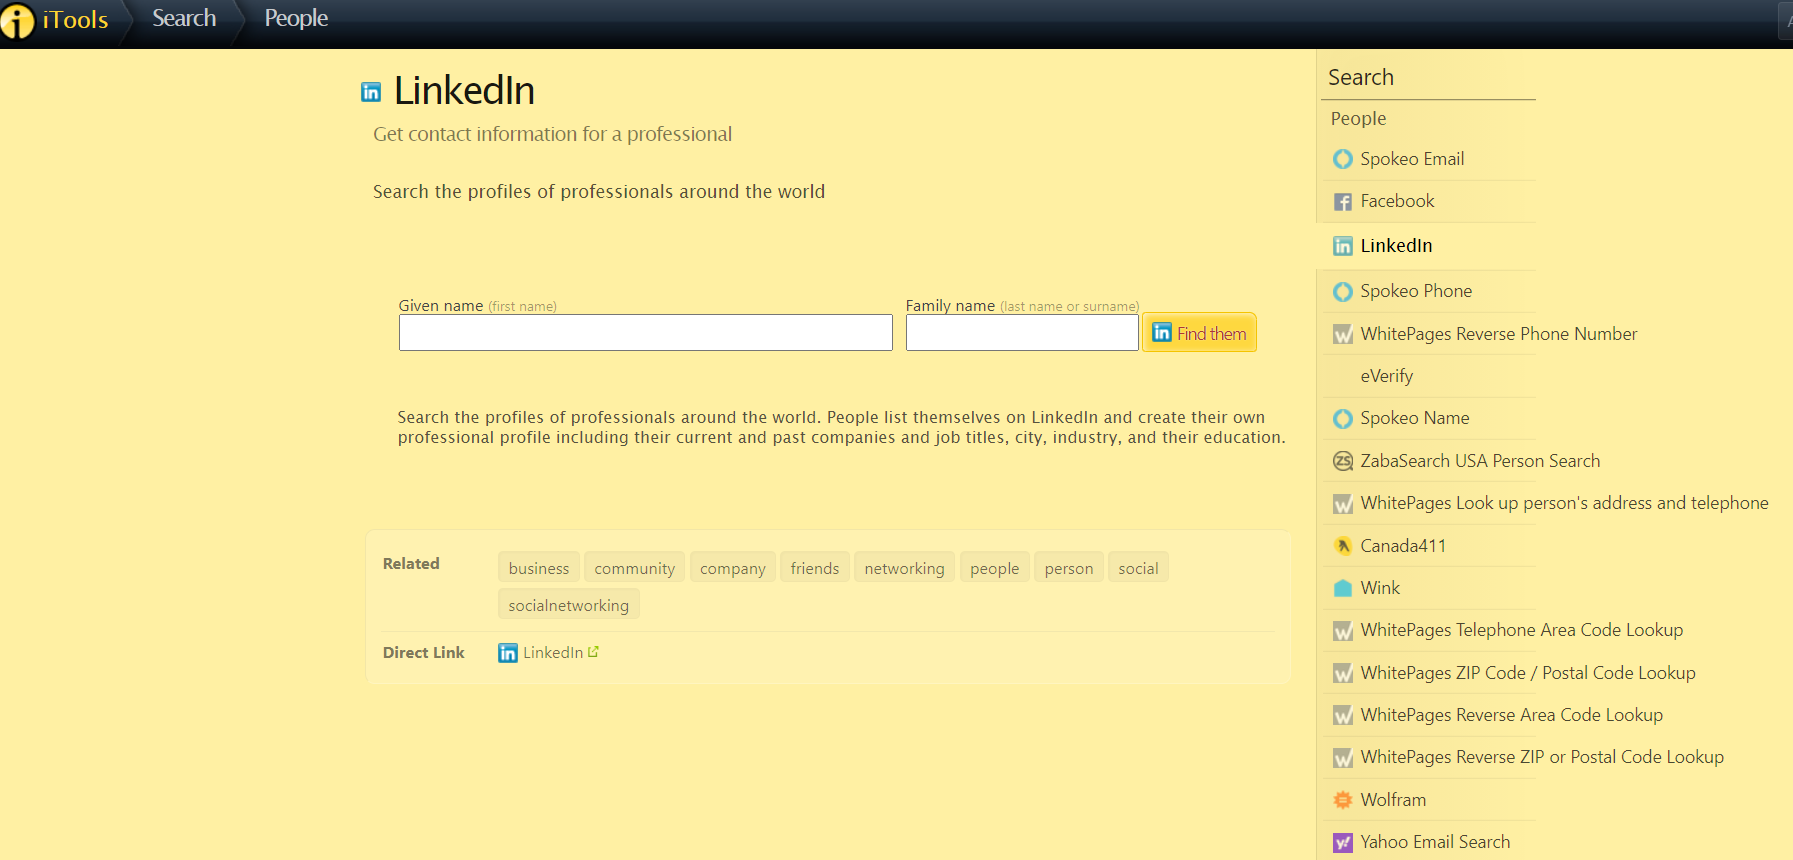 iTools
Search
People
LinkedIn
Get contact information for a professional
Search the profiles of professionals around the world
Given name (first name)
Family name (last name or surname)
Find them
Search the profiles of professionals around the world. People list themselves on LinkedIn and create their own
professional profile including their current and past companies and job titles, city, industry, and their education.
Related
business community company friends networking people person social
socialnetworking
Direct Link
LinkedIn
Search
People
Spokeo Email
Facebook
LinkedIn
Spokeo Phone
WhitePages Reverse Phone Number
eVerify
Spokeo Name
ZabaSearch USA Person Search
WhitePages Look up person's address and telephone
Canada411
Wink
WhitePages Telephone Area Code Lookup
WhitePages ZIP Code / Postal Code Lookup
WhitePages Reverse Area Code Lookup
WhitePages Reverse ZIP or Postal Code Lookup
Wolfram
Yahoo Email Search